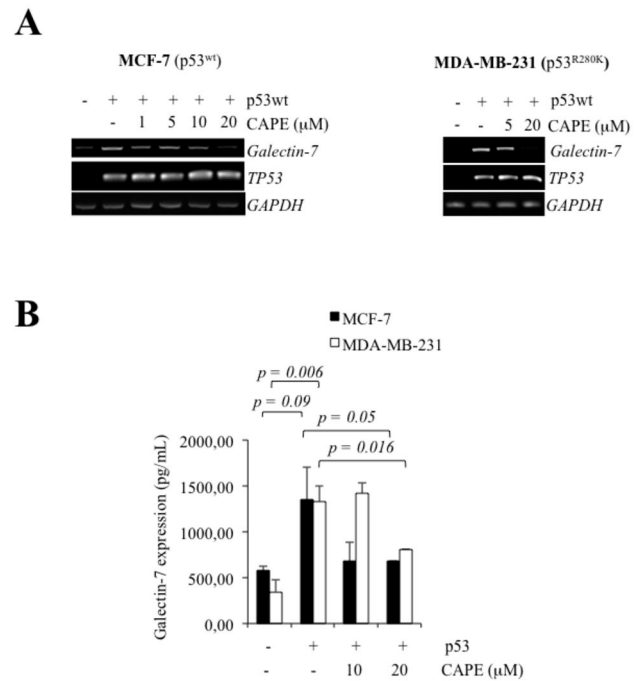 A
MCF-7 (p53wt)
- + + + + + p53wt
- 1 5 10 20 CAPE (µM)
Galectin-7
TP53
GAPDH
MDA-MB-231 (p53R280K)
- + + + p53wt
- 5 20 CAPE (µM)
Galectin-7
TP53
GAPDH
B
MCF-7
MDA-MB-231
p = 0.006
p = 0.09
p = 0.05
p = 0.016
Galectin-7 expression (pg/mL)
2000,00
1500,00
1000,00
500,00
0,00
- + + + p53
- - 10 20 CAPE (µM)